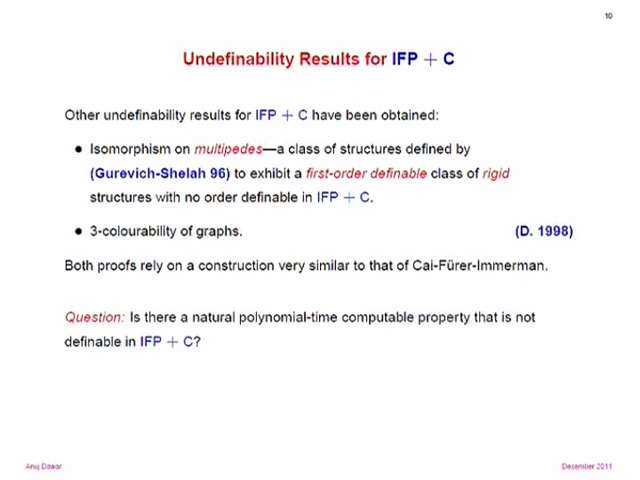 10
Undefinability Results for IFP + C
Other undefinability results for IFP + C have been obtained:
• Isomorphism on multipedes—a class of structures defined by
(Gurevich-Shelah 96) to exhibit a first-order definable class of rigid
structures with no order definable in IFP + C.
• 3-colourability of graphs. (D. 1998)
Both proofs rely on a construction very similar to that of Cai-Fürer-Immerman.
Question: Is there a natural polynomial-time computable property that is not
definable in IFP + C?
Anuj Dawar December 2011